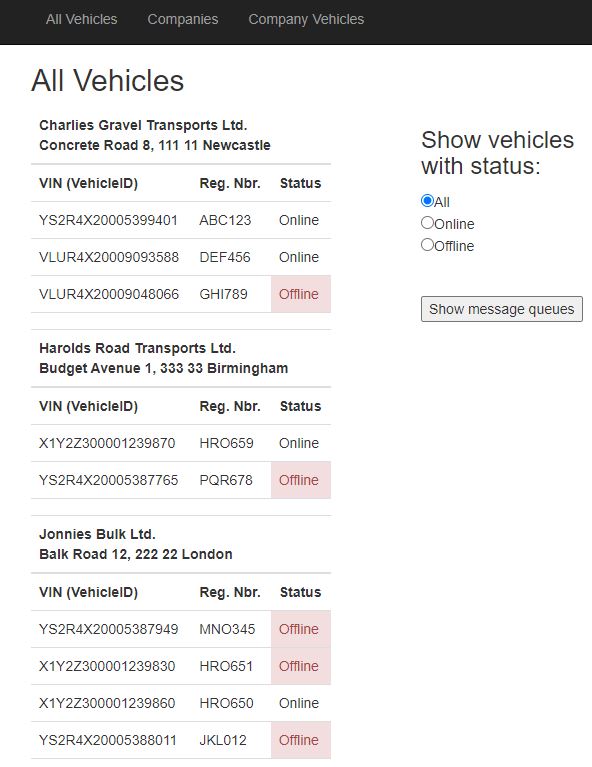 All Vehicles Companies Company Vehicles
All Vehicles
Charlies Gravel Transports Ltd.
Concrete Road 8, 111 11 Newcastle
VIN (VehicleID) Reg. Nbr. Status
YS2R4X20005399401 ABC123 Online
VLUR4X20009093588 DEF456 Online
VLUR4X20009048066 GHI789 Offline
Harolds Road Transports Ltd.
Budget Avenue 1, 333 33 Birmingham
VIN (VehicleID) Reg. Nbr. Status
X1Y2Z300001239870 HRO659 Online
YS2R4X20005387765 PQR678 Offline
Jonnies Bulk Ltd.
Balk Road 12, 222 22 London
VIN (VehicleID) Reg. Nbr. Status
YS2R4X20005387949 MNO345 Offline
X1Y2Z300001239830 HRO651 Offline
X1Y2Z300001239860 HRO650 Online
YS2R4X20005388011 JKL012 Offline
Show vehicles
with status:
All
Online
Offline
Show message queues